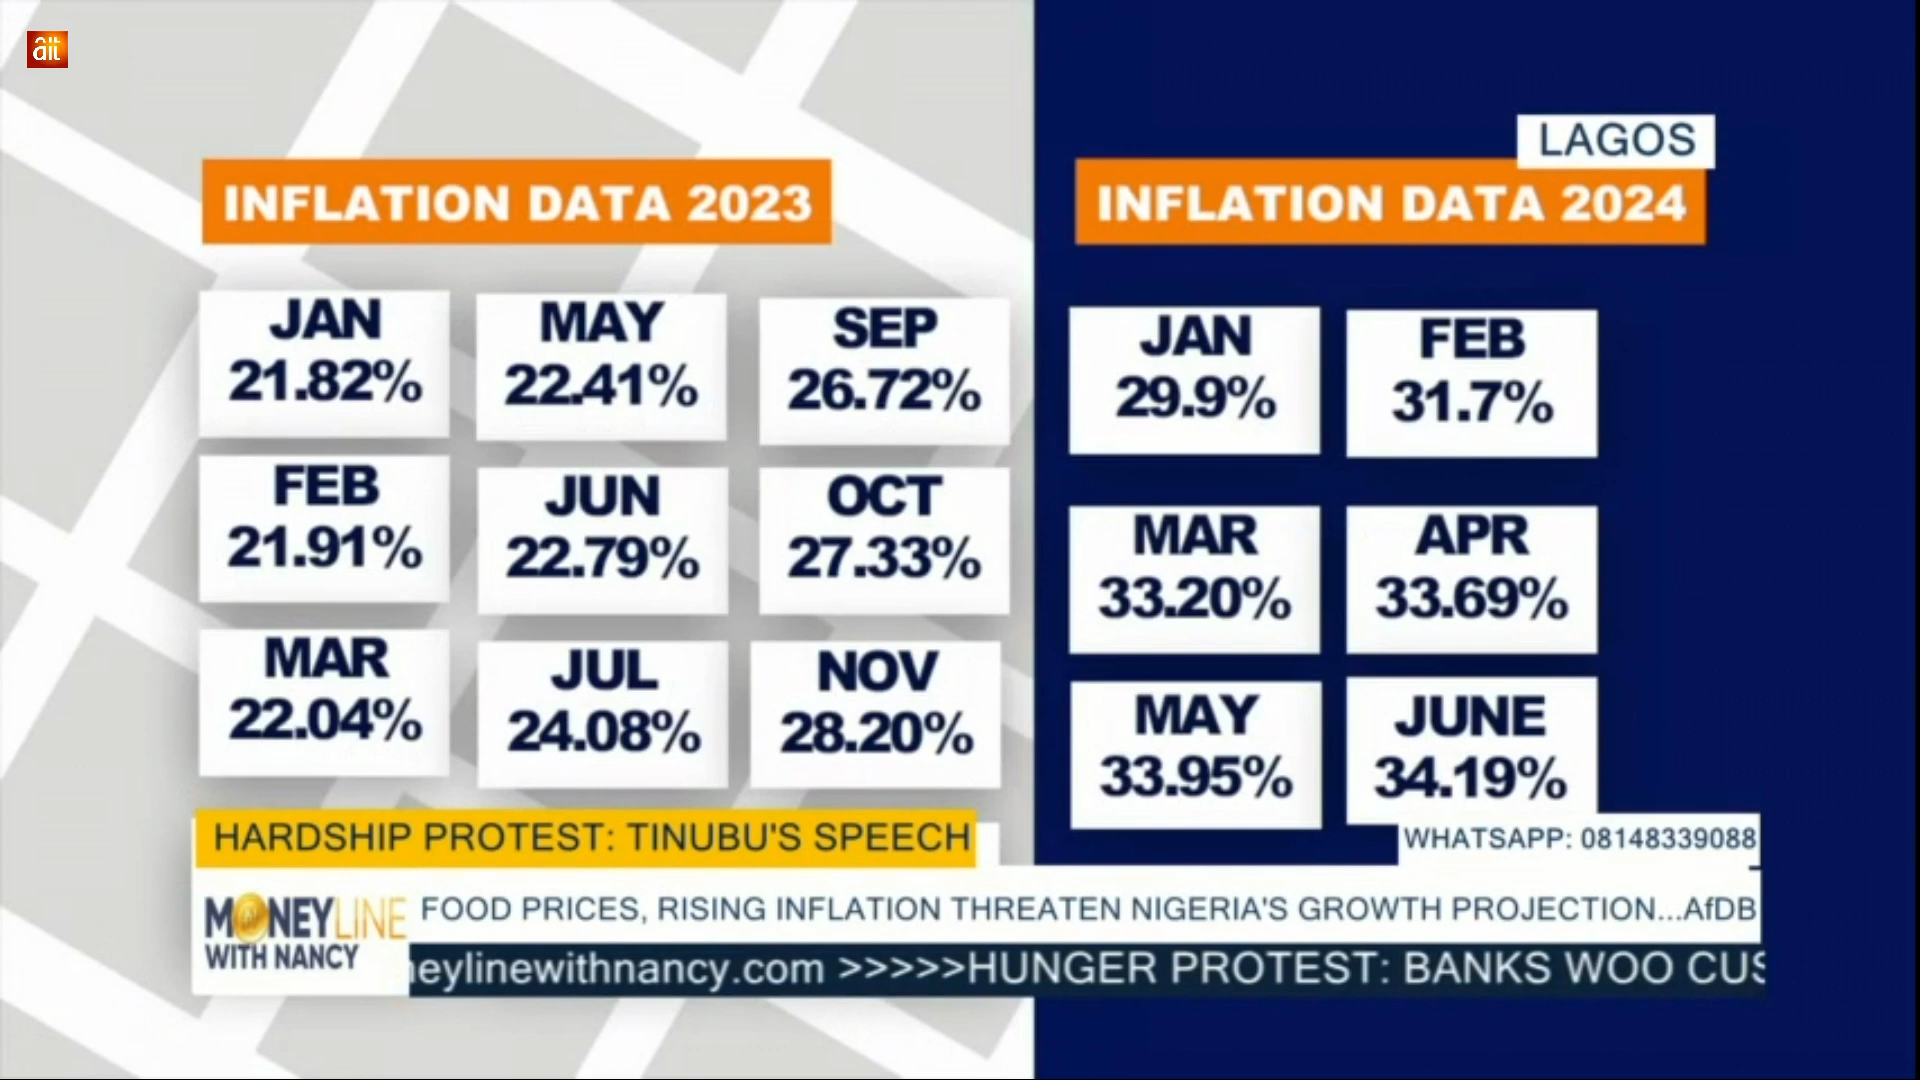 ait
LAGOS
INFLATION DATA 2023
INFLATION DATA 2024
JAN
21.82%
MAY
22.41%
SEP
26.72%
FEB
21.91%
JUN
22.79%
OCT
27.33%
MAR
22.04%
JUL
24.08%
NOV
28.20%
JAN
29.9%
FEB
31.7%
MAR
33.20%
APR
33.69%
MAY
33.95%
JUNE
34.19%
HARDSHIP PROTEST: TINUBU'S SPEECH
WHATSAPP: 08148339088
MONEYLINE
WITH NANCY
FOOD PRICES, RISING INFLATION THREATEN NIGERIA'S GROWTH PROJECTION...AfDB
neylinewithnancy.com >>>>>HUNGER PROTEST: BANKS WOO CUS